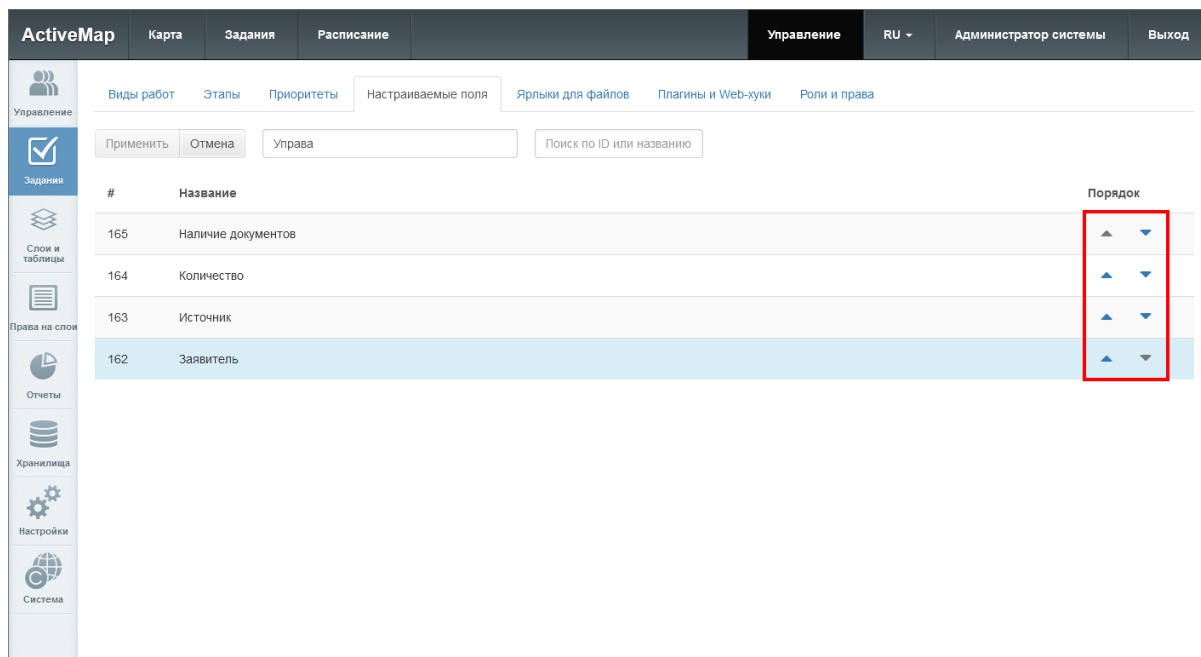 ActiveMap Карта Задания Расписание Управление RU Администратор системы Выход
Управление
Задания
Слои и
таблицы
Права на слои
Отчеты
Хранилища
Настройки
Система
Виды работ Этапы Приоритеты Настраиваемые поля Ярлыки для файлов Плагины и Web-хуки Роли и права
Применить Отмена Управа Поиск по ID или названию
# Название Порядок
165 Наличие документов
164 Количество
163 Источник
162 Заявитель